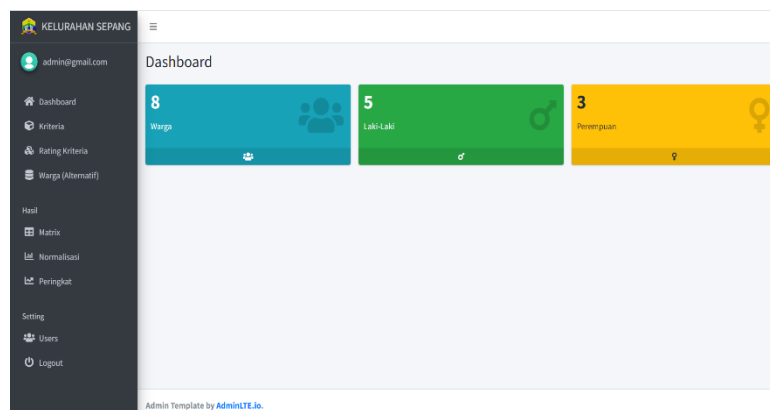 KELURAHAN SEPANG
admin@gmail.com
Dashboard
Kriteria
Rating Kriteria
Warga (Alternatif)
Hasil
Matrix
Normalisasi
Peringkat
Setting
Users
Logout
Dashboard
8
Warga
5
Laki-Laki
3
Perempuan
Admin Template by AdminLTE.io.